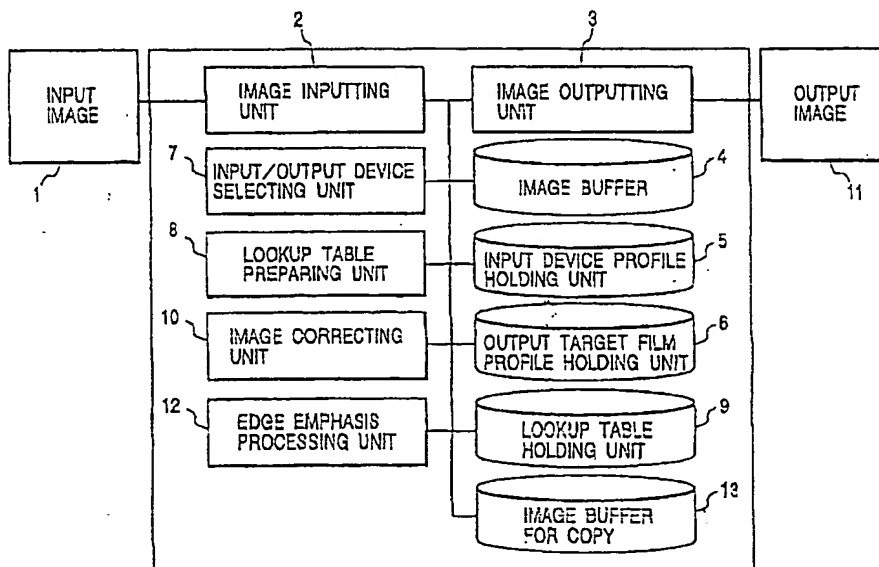 2
3
INPUT
IMAGE
IMAGE INPUTTING
UNIT
IMAGE OUTPUTTING
UNIT
OUTPUT
IMAGE
1
11
7
INPUT/OUTPUT DEVICE
SELECTING UNIT
IMAGE BUFFER
4
8
LOOKUP TABLE
PREPARING UNIT
INPUT DEVICE PROFILE
HOLDING UNIT
5
10
IMAGE CORRECTING
UNIT
OUTPUT TARGET FILM
PROFILE HOLDING UNIT
6
12
EDGE EMPHASIS
PROCESSING UNIT
LOOKUP TABLE
HOLDING UNIT
9
IMAGE BUFFER
FOR COPY
13